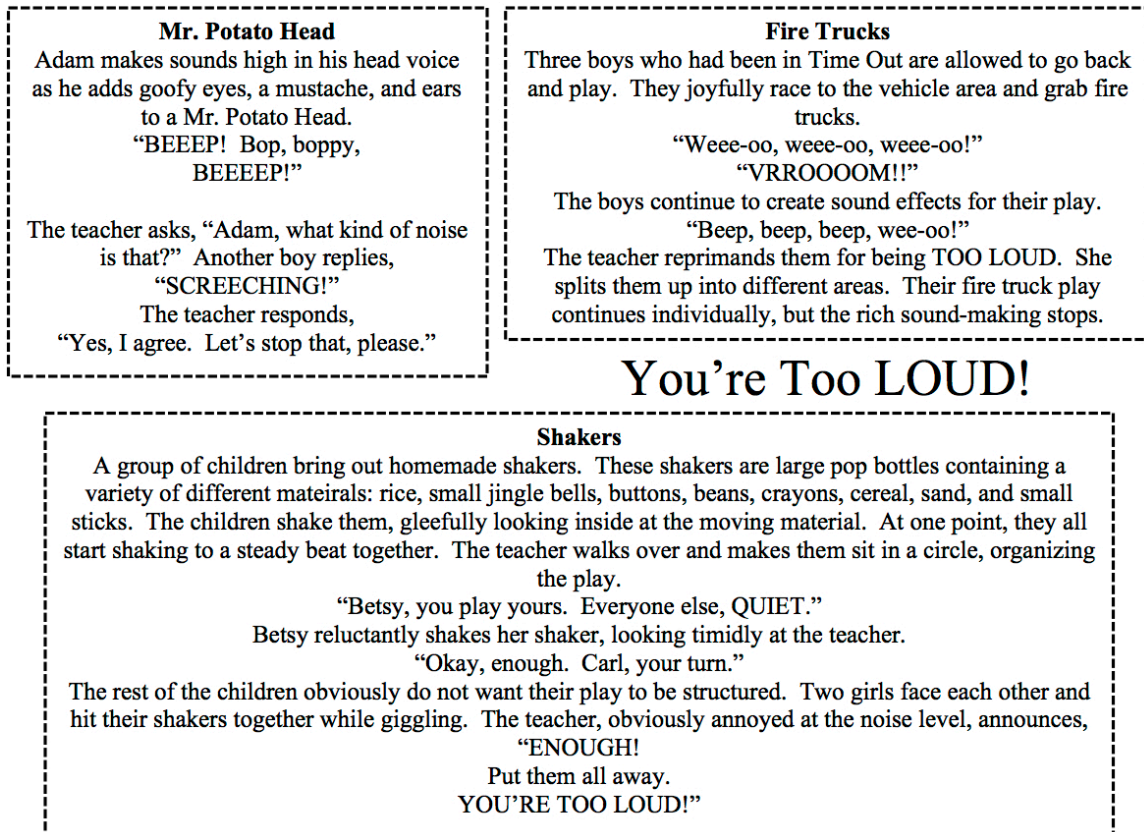 Mr. Potato Head
Adam makes sounds high in his head voice
as he adds goofy eyes, a mustache, and ears
to a Mr. Potato Head.
“BEEEP!  Bop, boppy,
BEEEEP!”
The teacher asks, “Adam, what kind of noise
is that?”  Another boy replies,
“SCREECHING!”
The teacher responds,
“Yes, I agree.  Let’s stop that, please.”
Fire Trucks
Three boys who had been in Time Out are allowed to go back
and play.  They joyfully race to the vehicle area and grab fire
trucks.
“Weee-oo, weee-oo, weee-oo!”
“VRROOOOM!!”
The boys continue to create sound effects for their play.
“Beep, beep, beep, wee-oo!”
The teacher reprimands them for being TOO LOUD.  She
splits them up into different areas.  Their fire truck play
continues individually, but the rich sound-making stops.
You’re Too LOUD!
Shakers
A group of children bring out homemade shakers.  These shakers are large pop bottles containing a
variety of different mateirals: rice, small jingle bells, buttons, beans, crayons, cereal, sand, and small
sticks.  The children shake them, gleefully looking inside at the moving material.  At one point, they all
start shaking to a steady beat together.  The teacher walks over and makes them sit in a circle, organizing
the play.
“Betsy, you play yours.  Everyone else, QUIET.”
Betsy reluctantly shakes her shaker, looking timidly at the teacher.
“Okay, enough.  Carl, your turn.”
The rest of the children obviously do not want their play to be structured.  Two girls face each other and
hit their shakers together while giggling.  The teacher, obviously annoyed at the noise level, announces,
“ENOUGH!
Put them all away.
YOU’RE TOO LOUD!”